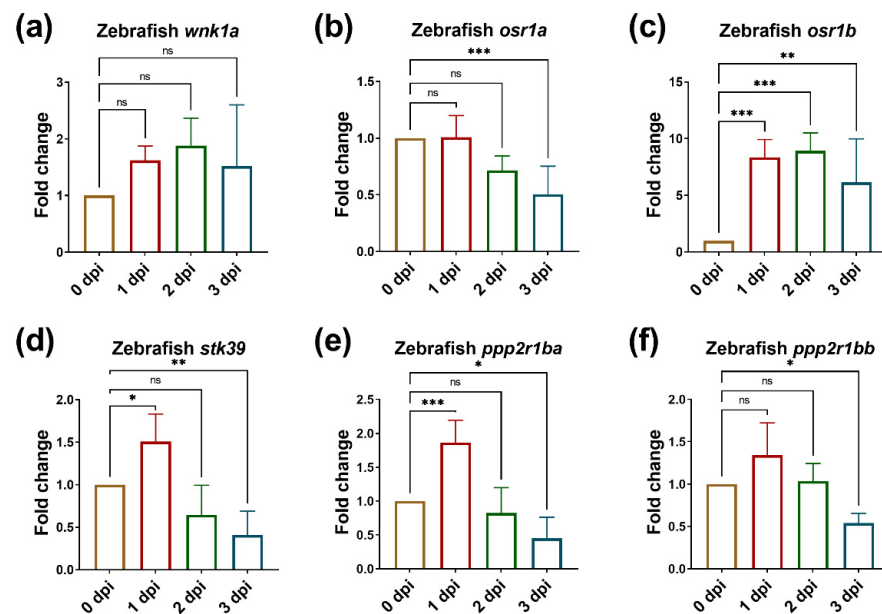 (a)
Zebrafish wnk1a
ns
ns
ns
Fold change
3
2
1
0
0 dpi
1 dpi
2 dpi
3 dpi
(b)
Zebrafish osr1a
***
ns
ns
Fold change
1.5
1.0
0.5
0.0
0 dpi
1 dpi
2 dpi
3 dpi
(c)
Zebrafish osr1b
**
***
***
Fold change
15
10
5
0
0 dpi
1 dpi
2 dpi
3 dpi
(d)
Zebrafish stk39
**
ns
*
Fold change
2.0
1.5
1.0
0.5
0.0
0 dpi
1 dpi
2 dpi
3 dpi
(e)
Zebrafish ppp2r1ba
*
ns
***
Fold change
2.5
2.0
1.5
1.0
0.5
0.0
0 dpi
1 dpi
2 dpi
3 dpi
(f)
Zebrafish ppp2r1bb
*
ns
ns
Fold change
2.0
1.5
1.0
0.5
0.0
0 dpi
1 dpi
2 dpi
3 dpi